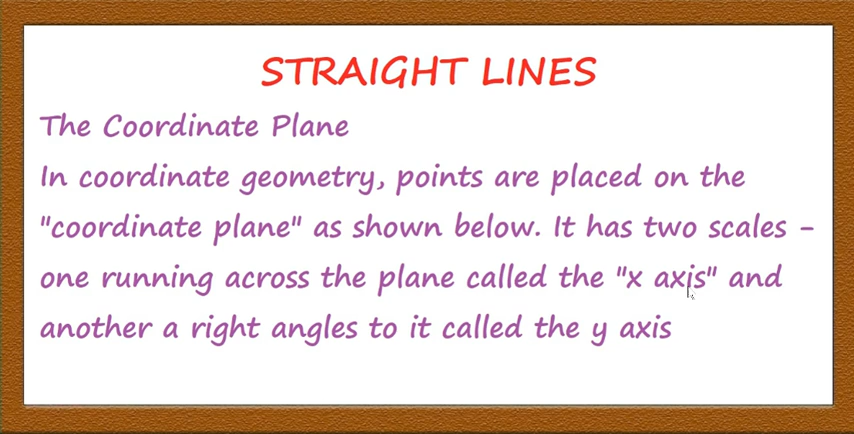 STRAIGHT LINES
The Coordinate Plane
In coordinate geometry, points are placed on the
"coordinate plane" as shown below. It has two scales -
one running across the plane called the "x axis" and
another a right angles to it called the y axis